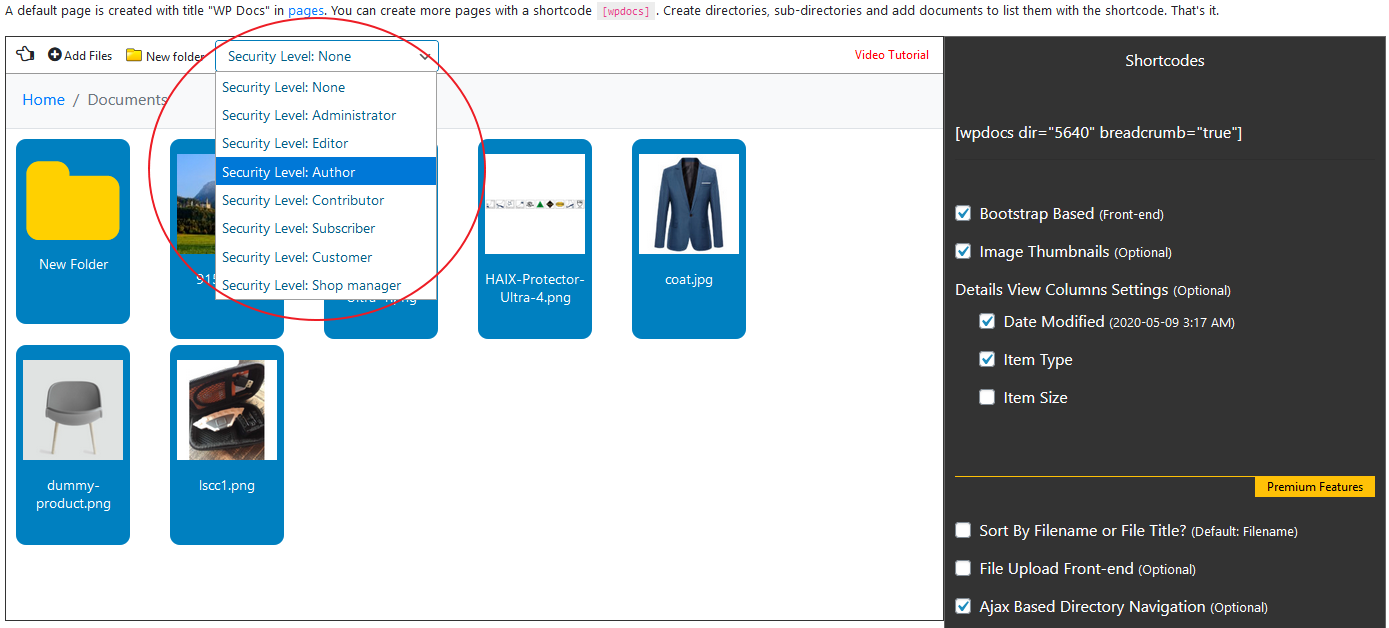 A default page is created with title "WP Docs" in pages. You can create more pages with a shortcode [wpdocs] . Create directories, sub-directories and add documents to list them with the shortcode. That's it.
Add Files New folder Security Level: None Video Tutorial
Home / Documents
Security Level: None
Security Level: Administrator
Security Level: Editor
Security Level: Author
Security Level: Contributor
Security Level: Subscriber
Security Level: Customer
Security Level: Shop manager
New Folder
HAIX-Protector-
Ultra-4.png
coat.jpg
dummy-
product.png
lscc1.png
Shortcodes
[wpdocs dir="5640" breadcrumb="true"]
Bootstrap Based (Front-end)
Image Thumbnails (Optional)
Details View Columns Settings (Optional)
Date Modified (2020-05-09 3:17 AM)
Item Type
Item Size
Premium Features
Sort By Filename or File Title? (Default: Filename)
File Upload Front-end (Optional)
Ajax Based Directory Navigation (Optional)